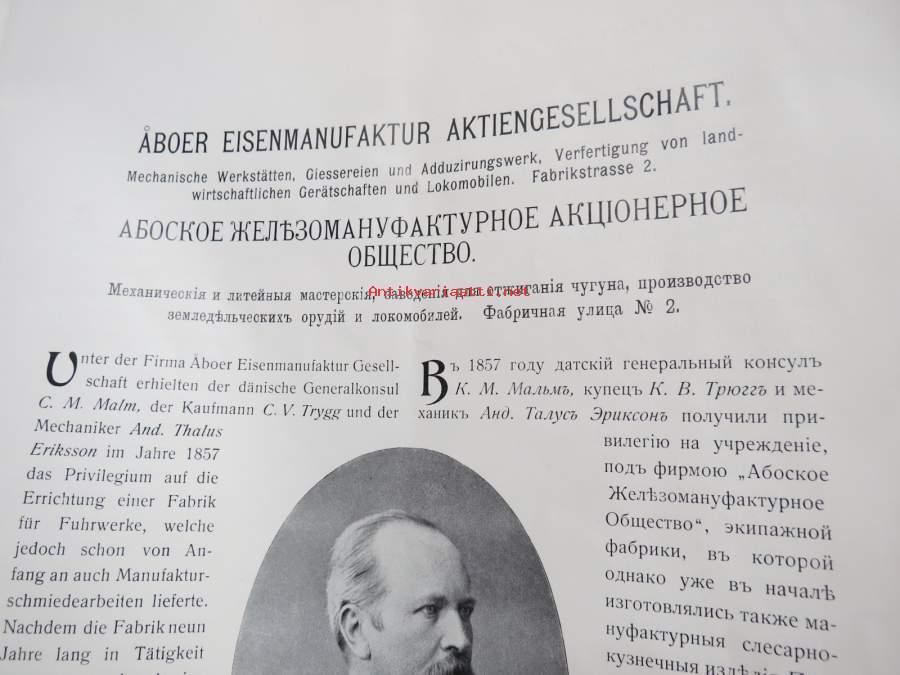 ÅBOER EISENMANUFAKTUR AKTIENGESELLSCHAFT.
Mechanische Werkstätten, Giessereien und Adduzirungswerk, Verfertigung von land-
wirtschaftlichen Gerätschaften und Lokomobilen. Fabrikstrasse 2.
АБОСКОЕ ЖЕЛѢЗОМАНУФАКТУРНОЕ АКЦІОНЕРНОЕ
ОБЩЕСТВО.
Механическія и литейныя мастерскія, заведенія для отжиганія чугуна, производство
земледѣльческихъ орудій и локомобилей. Фабричная улица № 2.
Antikvariaatti.net
Unter der Firma Åboer Eisenmanufaktur Gesell-
schaft erhielten der dänische Generalkonsul
C. M. Malm, der Kaufmann C. V. Trygg und der
Mechaniker And. Thalus
Eriksson im Jahre 1857
das Privilegium auf die
Errichtung einer Fabrik
für Fuhrwerke, welche
jedoch schon von An-
fang an auch Manufaktur-
schmiedearbeiten lieferte.
Nachdem die Fabrik neun
Jahre lang in Tätigkeit
Въ 1857 году датскій генеральный консулъ
К. М. Мальмъ, купецъ К. В. Трюггъ и ме-
ханикъ Анд. Талусъ Эриксонъ получили при-
вилегію на учрежденіе,
подъ фирмою „Абоское
Желѣзомануфактурное
Общество“, экипажной
фабрики, въ которой
однако уже въ началѣ
изготовлялись также ма-
нуфактурныя слесарно-
кузнечныя издѣлія.